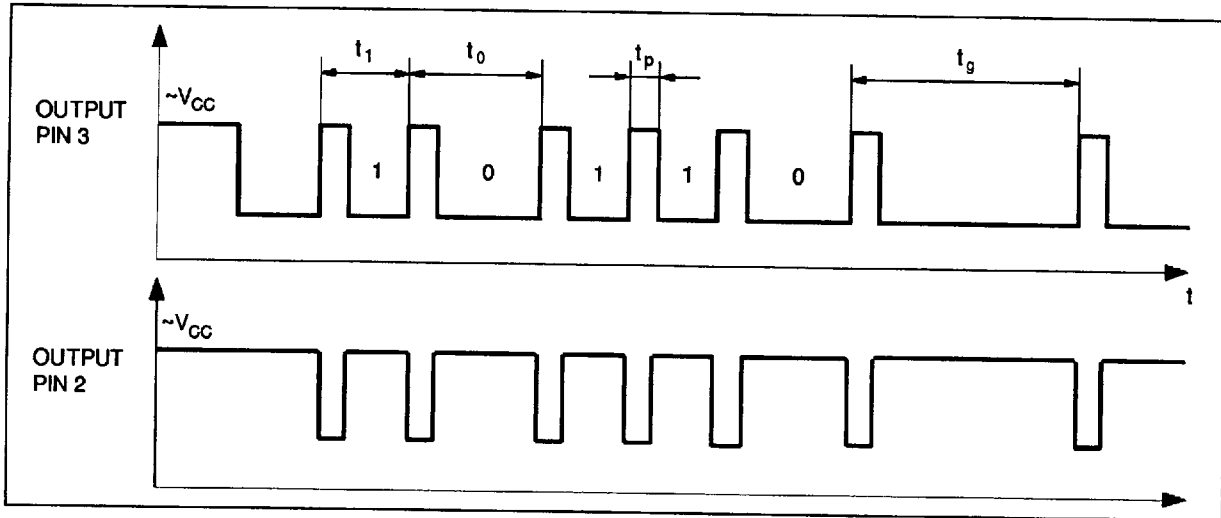 t1 t0 tp tg
~VCC
OUTPUT
PIN 3
1 0 1 1 0
t
~VCC
OUTPUT
PIN 2